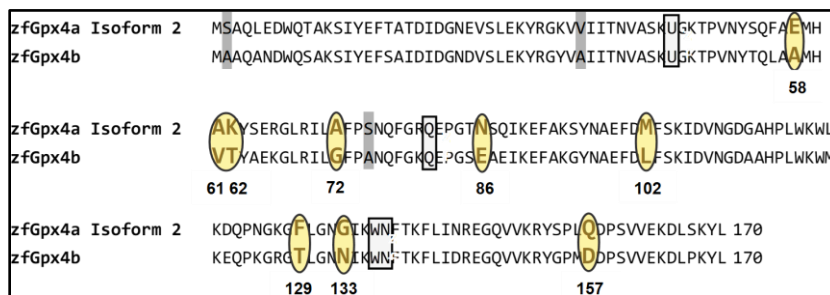 zfGpx4a Isoform 2 MSAQLEDWQTAKSIYEFTATDIDGNEVSLEKYRGKVVIITNVASKUGKTPVNYSQFAEMH
zfGpx4b MAAQANDWQSAKSIYEFSAIDIDGNDVSLEKYRGYVAIITNVASKUGKTPVNYTQLAAMH
58
zfGpx4a Isoform 2 AKYSERGLRILAFPSNQFGRQEPGTNSQIKEFAKSYNAEFDMFSKIDVNGDGAHPLWKWL
zfGpx4b VTYAEKGLRILGFPANQFGKQEPGSEAEIKEFAKGYNAEFDLFSKIDVNGDAAHPLWKWM
61 62 72 86 102
zfGpx4a Isoform 2 KDQPNGKGFLGNGIKWNFTKFLINREGQVVKRYSPLQDPSVVEKDLSKYL 170
zfGpx4b KEQPKGRGTLGNNIKWNFTKFLIDREGQVVKRYGPMDDPSVVEKDLPKYL 170
129 133 157